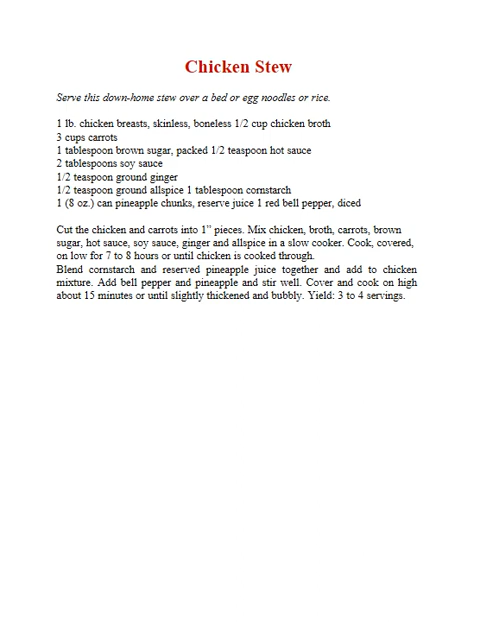 Chicken Stew
Serve this down-home stew over a bed or egg noodles or rice.
1 lb. chicken breasts, skinless, boneless 1/2 cup chicken broth
3 cups carrots
1 tablespoon brown sugar, packed 1/2 teaspoon hot sauce
2 tablespoons soy sauce
1/2 teaspoon ground ginger
1/2 teaspoon ground allspice 1 tablespoon cornstarch
1 (8 oz.) can pineapple chunks, reserve juice 1 red bell pepper, diced
Cut the chicken and carrots into 1” pieces. Mix chicken, broth, carrots, brown
sugar, hot sauce, soy sauce, ginger and allspice in a slow cooker. Cook, covered,
on low for 7 to 8 hours or until chicken is cooked through.
Blend cornstarch and reserved pineapple juice together and add to chicken
mixture. Add bell pepper and pineapple and stir well. Cover and cook on high
about 15 minutes or until slightly thickened and bubbly. Yield: 3 to 4 servings.